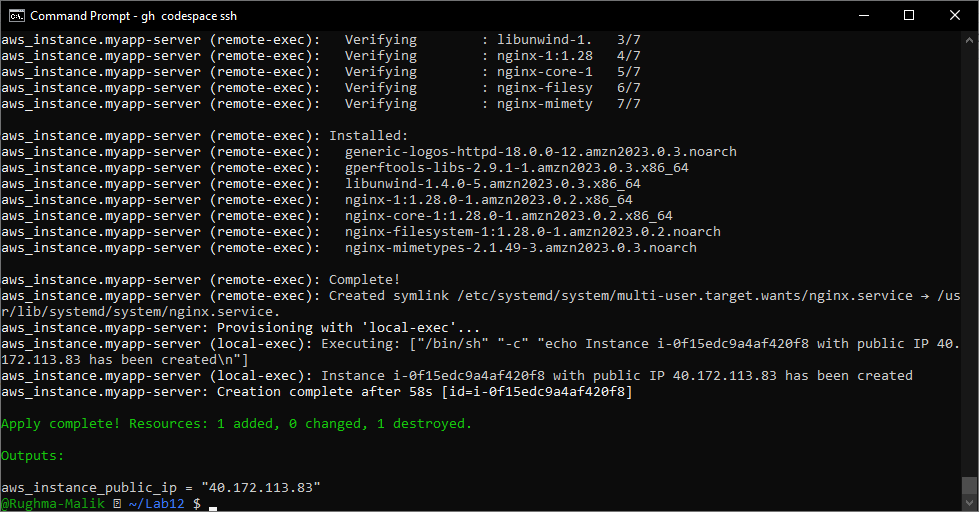 Command Prompt - gh  codespace ssh
aws_instance.myapp-server (remote-exec):   Verifying        : libunwind-1.   3/7
aws_instance.myapp-server (remote-exec):   Verifying        : nginx-1:1.28   4/7
aws_instance.myapp-server (remote-exec):   Verifying        : nginx-core-1   5/7
aws_instance.myapp-server (remote-exec):   Verifying        : nginx-filesy   6/7
aws_instance.myapp-server (remote-exec):   Verifying        : nginx-mimety   7/7
aws_instance.myapp-server (remote-exec): Installed:
aws_instance.myapp-server (remote-exec):   generic-logos-httpd-18.0.0-12.amzn2023.0.3.noarch
aws_instance.myapp-server (remote-exec):   gperftools-libs-2.9.1-1.amzn2023.0.3.x86_64
aws_instance.myapp-server (remote-exec):   libunwind-1.4.0-5.amzn2023.0.3.x86_64
aws_instance.myapp-server (remote-exec):   nginx-1:1.28.0-1.amzn2023.0.2.x86_64
aws_instance.myapp-server (remote-exec):   nginx-core-1:1.28.0-1.amzn2023.0.2.x86_64
aws_instance.myapp-server (remote-exec):   nginx-filesystem-1:1.28.0-1.amzn2023.0.2.noarch
aws_instance.myapp-server (remote-exec):   nginx-mimetypes-2.1.49-3.amzn2023.0.3.noarch
aws_instance.myapp-server (remote-exec): Complete!
aws_instance.myapp-server (remote-exec): Created symlink /etc/systemd/system/multi-user.target.wants/nginx.service → /us
r/lib/systemd/system/nginx.service.
aws_instance.myapp-server: Provisioning with 'local-exec'...
aws_instance.myapp-server (local-exec): Executing: ["/bin/sh" "-c" "echo Instance i-0f15edc9a4af420f8 with public IP 40.
172.113.83 has been created\n"]
aws_instance.myapp-server (local-exec): Instance i-0f15edc9a4af420f8 with public IP 40.172.113.83 has been created
aws_instance.myapp-server: Creation complete after 58s [id=i-0f15edc9a4af420f8]
Apply complete! Resources: 1 added, 0 changed, 1 destroyed.
Outputs:
aws_instance_public_ip = "40.172.113.83"
@Rughma-Malik ~/Lab12 $